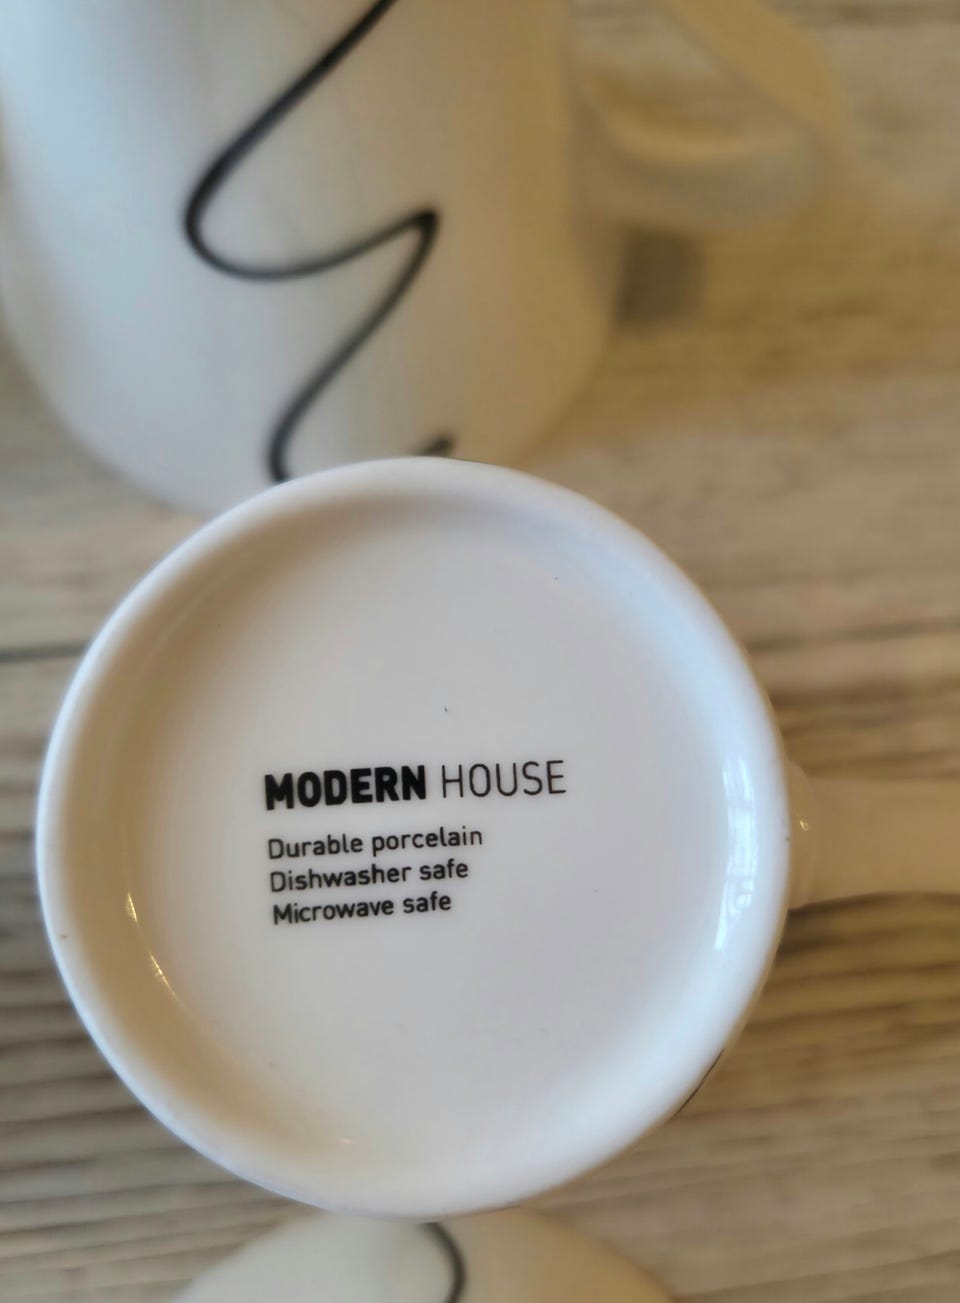 MODERN HOUSE
Durable porcelain
Dishwasher safe
Microwave safe